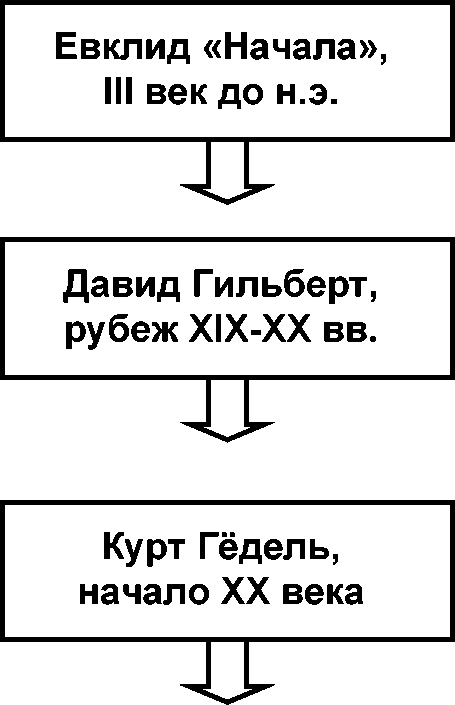 Евклид «Начала»,
III век до н.э.
Давид Гильберт,
рубеж XIX-XX вв.
Курт Гёдель,
начало XX века